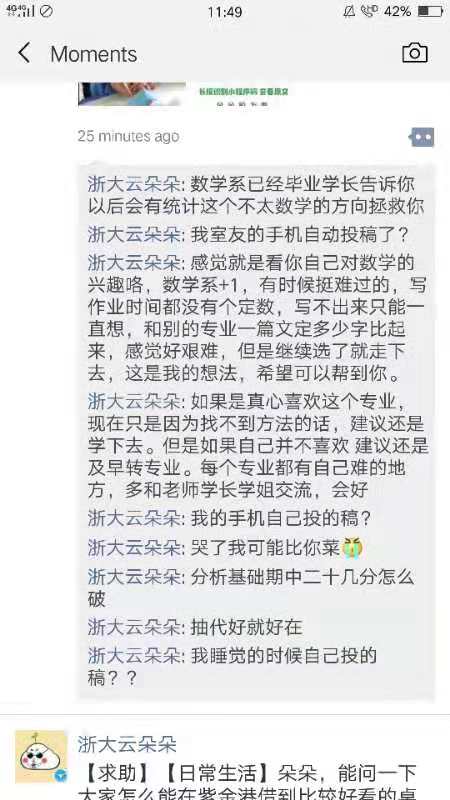 4G 4G
11:49
42%
Moments
长按识别小程序码 查看原文
25 minutes ago
浙大云朵朵: 数学系已经毕业学长告诉你
以后会有统计这个不太数学的方向拯救你
浙大云朵朵: 我室友的手机自动投稿了？
浙大云朵朵: 感觉就是看你自己对数学的
兴趣咯，数学系+1，有时候挺难过的，写
作业时间都没有个定数，写不出来只能一
直想，和别的专业一篇文定多少字比起
来，感觉好艰难，但是继续选了就走下
去，这是我的想法，希望可以帮到你。
浙大云朵朵: 如果是真心喜欢这个专业，
现在只是因为找不到方法的话，建议还是
学下去。但是如果自己并不喜欢 建议还是
及早转专业。每个专业都有自己难的地
方，多和老师学长学姐交流，会好
浙大云朵朵: 我的手机自己投的稿？
浙大云朵朵: 哭了我可能比你菜
浙大云朵朵: 分析基础期中二十几分怎么
破
浙大云朵朵: 抽代好就好在
浙大云朵朵: 我睡觉的时候自己投的
稿？？
浙大云朵朵
【求助】【日常生活】朵朵，能问一下
大家怎么能在紫金港借到比较好看的桌